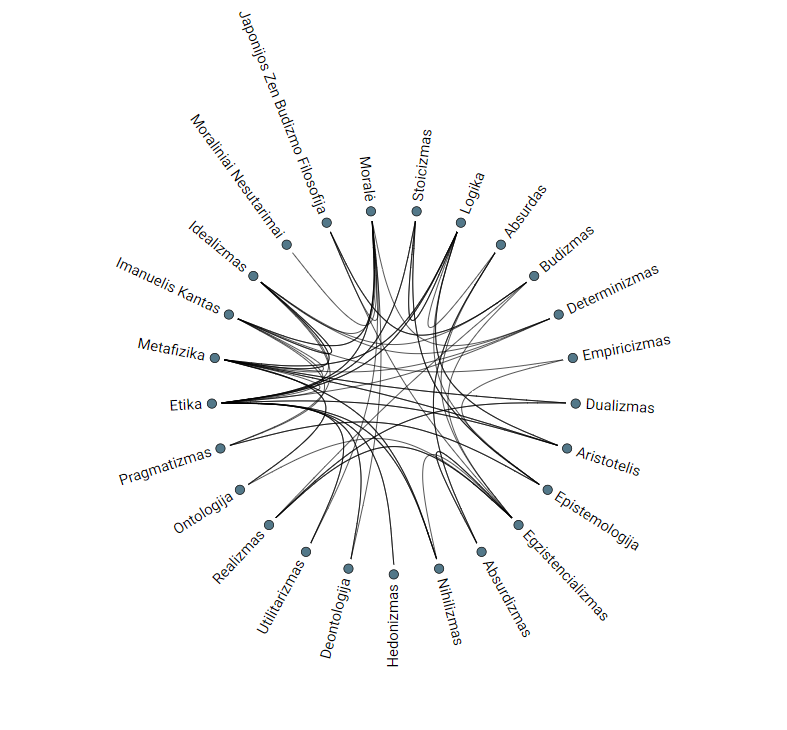 Japonijos Zen Budizmo Filosofija
Moralė
Stoicizmas
Logika
Absurdas
Budizmas
Determinizmas
Empiricizmas
Dualizmas
Aristotelis
Epistemologija
Egzistencializmas
Absurdizmas
Nihilizmas
Hedonizmas
Deontologija
Utilitarizmas
Realizmas
Ontologija
Pragmatizmas
Etika
Metafizika
Imanuelis Kantas
Idealizmas
Moraliniai Nesutarimai